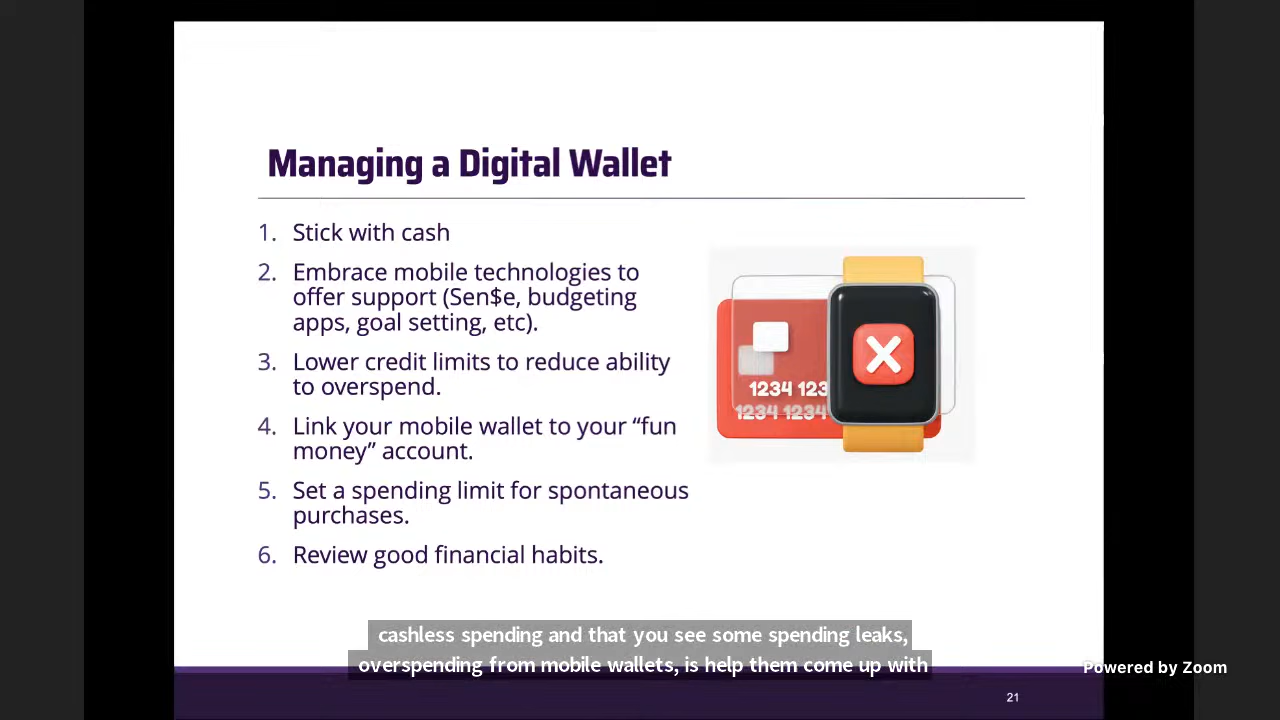 Managing a Digital Wallet
1. Stick with cash
2. Embrace mobile technologies to
offer support (Sen$e, budgeting
apps, goal setting, etc).
3. Lower credit limits to reduce ability
to overspend.
4. Link your mobile wallet to your “fun
money” account.
5. Set a spending limit for spontaneous
purchases.
6. Review good financial habits.
1234 123
1234 1234
cashless spending and that you see some spending leaks,
overspending from mobile wallets, is help them come up with
Powered by Zoom
21